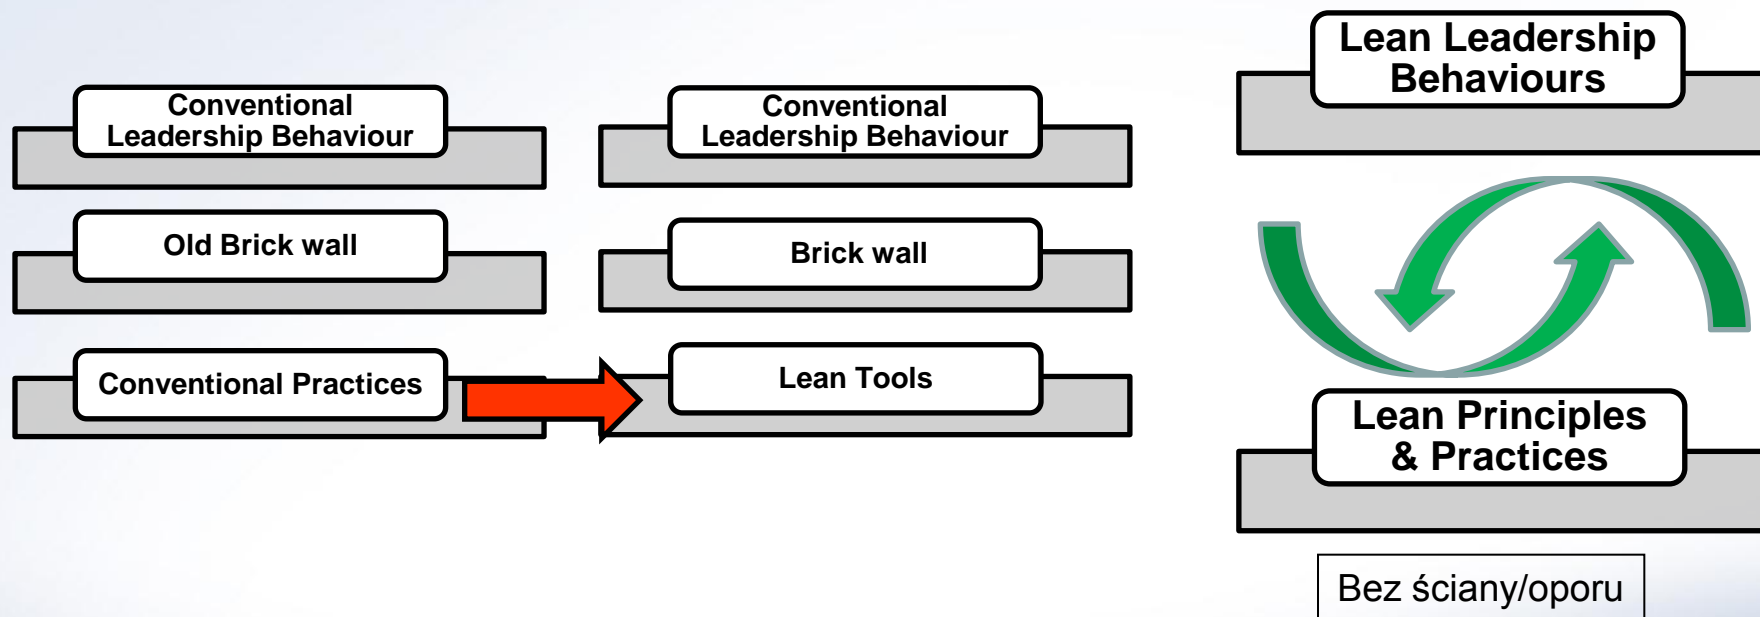 Conventional
Leadership Behaviour
Old Brick wall
Conventional Practices
Conventional
Leadership Behaviour
Brick wall
Lean Tools
Lean Leadership
Behaviours
Lean Principles
& Practices
Bez ściany/oporu